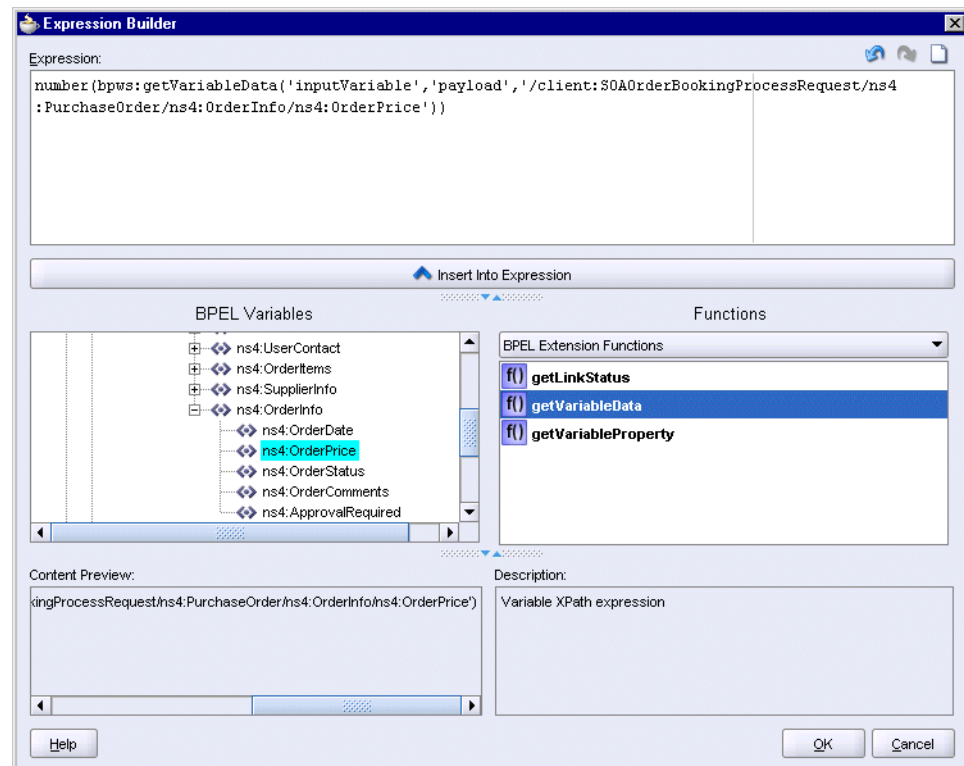 Expression Builder
Expression:
number(bpws:getVariableData('inputVariable','payload','/client:SOAOrderBookingProcessRequest/ns4
:PurchaseOrder/ns4:OrderInfo/ns4:OrderPrice'))
Insert Into Expression
BPEL Variables
ns4:UserContact
ns4:OrderItems
ns4:SupplierInfo
ns4:OrderInfo
ns4:OrderDate
ns4:OrderPrice
ns4:OrderStatus
ns4:OrderComments
ns4:ApprovalRequired
Functions
BPEL Extension Functions
f() getLinkStatus
f() getVariableData
f() getVariableProperty
Content Preview:
kingProcessRequest/ns4:PurchaseOrder/ns4:OrderInfo/ns4:OrderPrice')
Description:
Variable XPath expression
Help
OK
Cancel